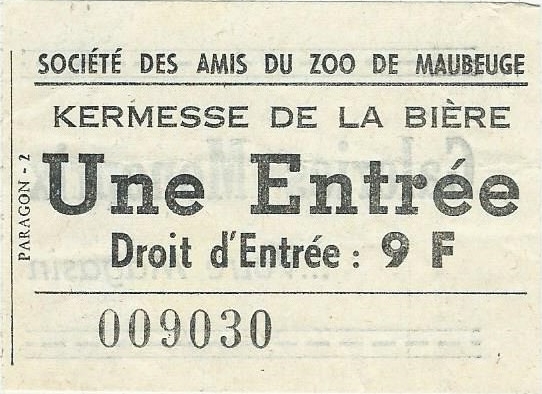 SOCIÉTÉ DES AMIS DU ZOO DE MAUBEUGE
KERMESSE DE LA BIÈRE
Une Entrée
Droit d'Entrée : 9 F
009030
PARAGON - 2